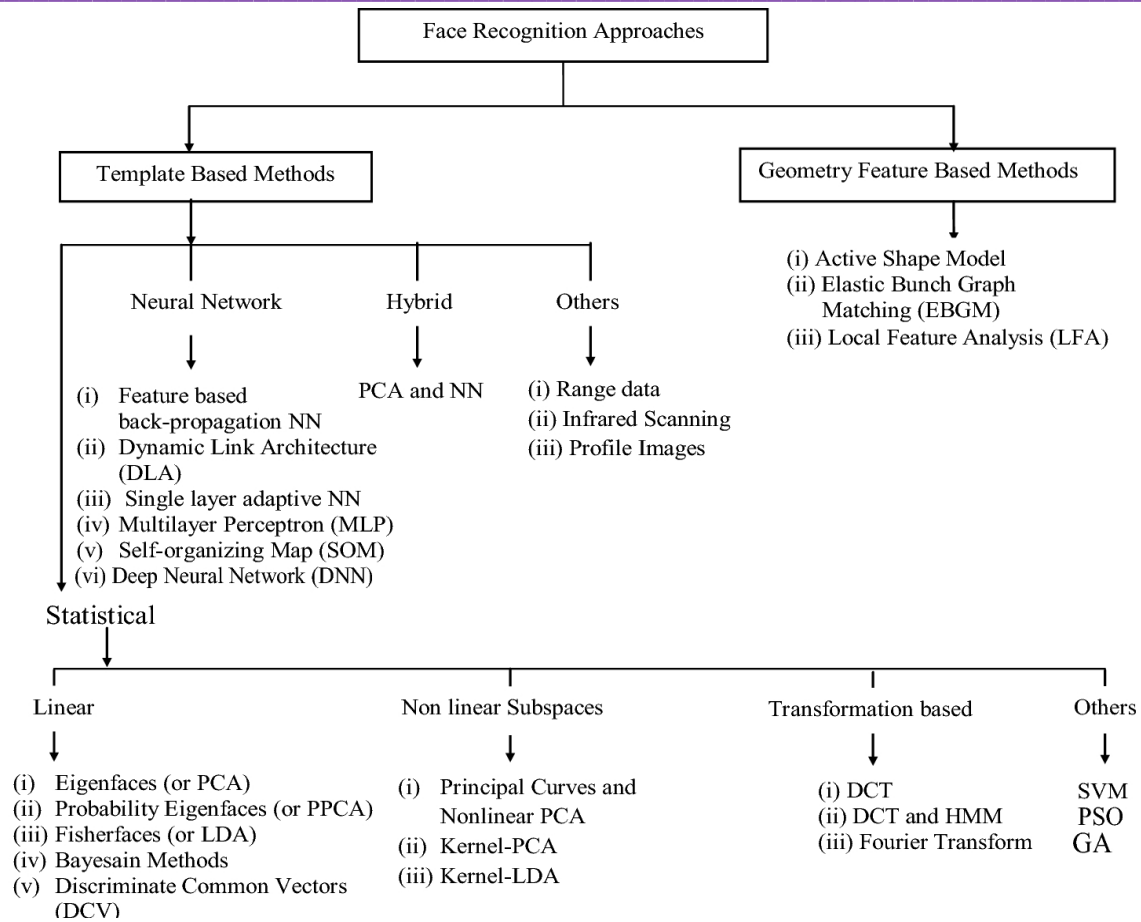 Face Recognition Approaches
Template Based Methods
Geometry Feature Based Methods
(i) Active Shape Model
(ii) Elastic Bunch Graph
Matching (EBGM)
(iii) Local Feature Analysis (LFA)
Neural Network
Hybrid
Others
(i) Feature based
back-propagation NN
(ii) Dynamic Link Architecture
(DLA)
(iii) Single layer adaptive NN
(iv) Multilayer Perceptron (MLP)
(v) Self-organizing Map (SOM)
(vi) Deep Neural Network (DNN)
PCA and NN
(i) Range data
(ii) Infrared Scanning
(iii) Profile Images
Statistical
Linear
Non linear Subspaces
Transformation based
Others
(i) Eigenfaces (or PCA)
(ii) Probability Eigenfaces (or PPCA)
(iii) Fisherfaces (or LDA)
(iv) Bayesain Methods
(v) Discriminate Common Vectors
(DCV)
(i) Principal Curves and
Nonlinear PCA
(ii) Kernel-PCA
(iii) Kernel-LDA
(i) DCT
(ii) DCT and HMM
(iii) Fourier Transform
SVM
PSO
GA